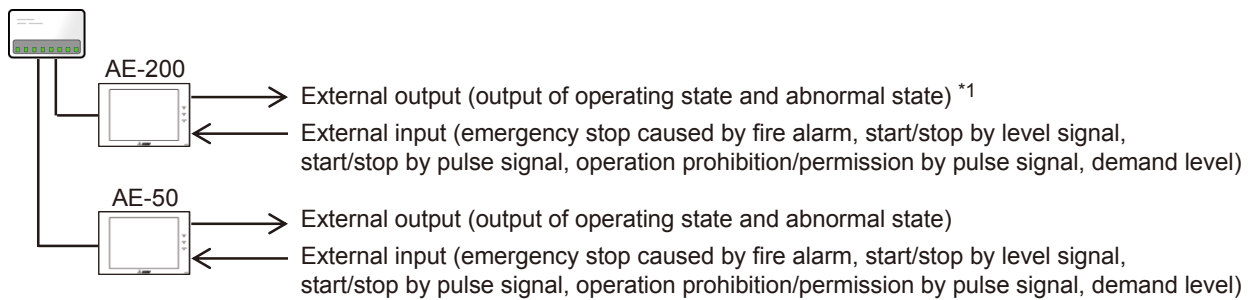 AE-200
External output (output of operating state and abnormal state) *1
External input (emergency stop caused by fire alarm, start/stop by level signal,
start/stop by pulse signal, operation prohibition/permission by pulse signal, demand level)
AE-50
External output (output of operating state and abnormal state)
External input (emergency stop caused by fire alarm, start/stop by level signal,
start/stop by pulse signal, operation prohibition/permission by pulse signal, demand level)